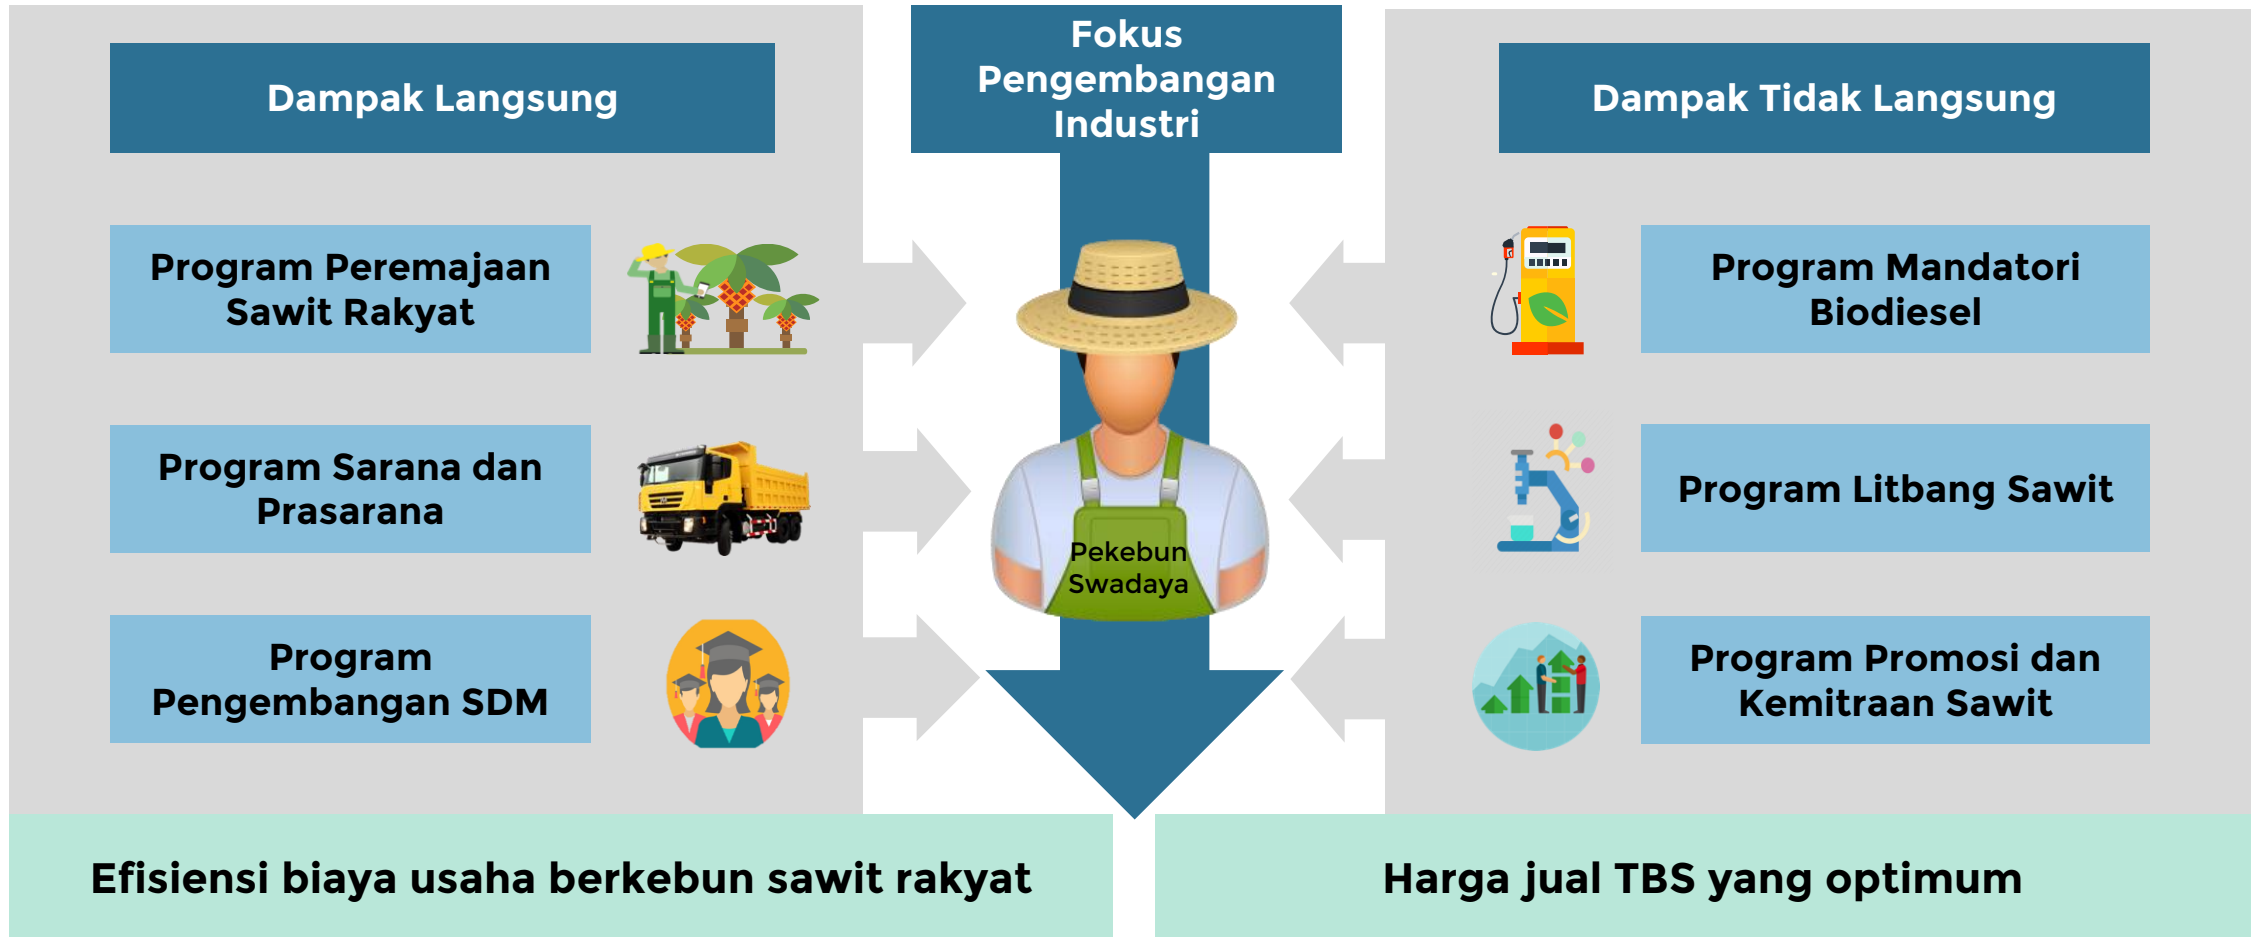 Dampak Langsung
Fokus
Pengembangan
Industri
Dampak Tidak Langsung
Program Peremajaan
Sawit Rakyat
Program Sarana dan
Prasarana
Program
Pengembangan SDM
Pekebun
Swadaya
Program Mandatori
Biodiesel
Program Litbang Sawit
Program Promosi dan
Kemitraan Sawit
Efisiensi biaya usaha berkebun sawit rakyat
Harga jual TBS yang optimum